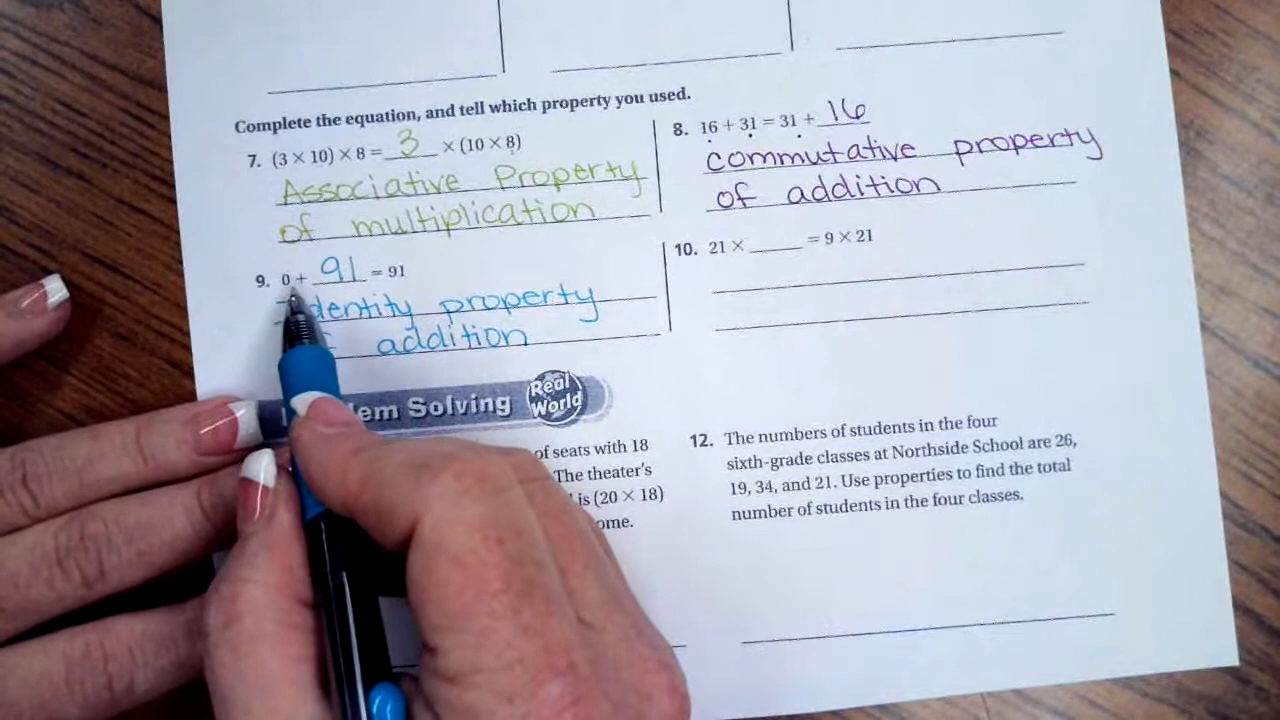 Complete the equation, and tell which property you used.
7. (3 × 10) × 8 = 3 × (10 × 8)
Associative Property
of multiplication
8. 16 + 31 = 31 + 16
commutative property
of addition
9. 0 + 91 = 91
dentity property
addition
10. 21 × ____ = 9 × 21
lem Solving
Real
World
of seats with 18
The theater's
is (20 × 18)
ome.
12. The numbers of students in the four
sixth-grade classes at Northside School are 26,
19, 34, and 21. Use properties to find the total
number of students in the four classes.